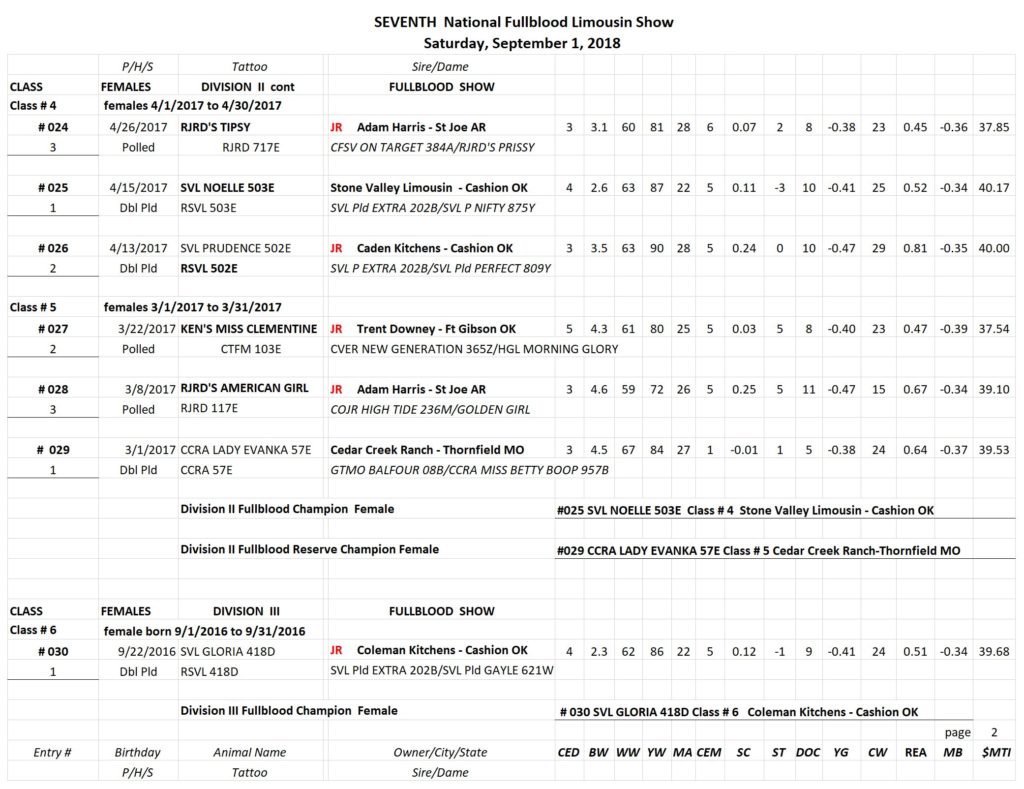 SEVENTH National Fullblood Limousin Show
Saturday, September 1, 2018
P/H/S Tattoo Sire/Dame
CLASS FEMALES DIVISION II cont FULLBLOOD SHOW
Class # 4 females 4/1/2017 to 4/30/2017
# 024 4/26/2017 RJRD'S TIPSY JR Adam Harris - St Joe AR 3 3.1 60 81 28 6 0.07 2 8 -0.38 23 0.45 -0.36 37.85
3 Polled RJRD 717E CFSV ON TARGET 384A/RJRD'S PRISSY
# 025 4/15/2017 SVL NOELLE 503E Stone Valley Limousin - Cashion OK 4 2.6 63 87 22 5 0.11 -3 10 -0.41 25 0.52 -0.34 40.17
1 Dbl Pld RSVL 503E SVL Pld EXTRA 202B/SVL P NIFTY 875Y
# 026 4/13/2017 SVL PRUDENCE 502E JR Caden Kitchens - Cashion OK 3 3.5 63 90 28 5 0.24 0 10 -0.47 29 0.81 -0.35 40.00
2 Dbl Pld RSVL 502E SVL P EXTRA 202B/SVL Pld PERFECT 809Y
Class # 5 females 3/1/2017 to 3/31/2017
# 027 3/22/2017 KEN'S MISS CLEMENTINE JR Trent Downey - Ft Gibson OK 5 4.3 61 80 25 5 0.03 5 8 -0.40 23 0.47 -0.39 37.54
2 Polled CTFM 103E CVER NEW GENERATION 365Z/HGL MORNING GLORY
# 028 3/8/2017 RJRD'S AMERICAN GIRL JR Adam Harris - St Joe AR 3 4.6 59 72 26 5 0.25 5 11 -0.47 15 0.67 -0.34 39.10
3 Polled RJRD 117E COJR HIGH TIDE 236M/GOLDEN GIRL
# 029 3/1/2017 CCRA LADY EVANKA 57E Cedar Creek Ranch - Thornfield MO 3 4.5 67 84 27 1 -0.01 1 5 -0.38 24 0.64 -0.37 39.53
1 Dbl Pld CCRA 57E GTMO BALFOUR 08B/CCRA MISS BETTY BOOP 957B
Division II Fullblood Champion Female #025 SVL NOELLE 503E Class # 4 Stone Valley Limousin - Cashion OK
Division II Fullblood Reserve Champion Female #029 CCRA LADY EVANKA 57E Class # 5 Cedar Creek Ranch-Thornfield MO
CLASS FEMALES DIVISION III FULLBLOOD SHOW
Class # 6 female born 9/1/2016 to 9/31/2016
# 030 9/22/2016 SVL GLORIA 418D JR Coleman Kitchens - Cashion OK 4 2.3 62 86 22 5 0.12 -1 9 -0.41 24 0.51 -0.34 39.68
1 Dbl Pld RSVL 418D SVL Pld EXTRA 202B/SVL Pld GAYLE 621W
Division III Fullblood Champion Female # 030 SVL GLORIA 418D Class # 6 Coleman Kitchens - Cashion OK
page 2
Entry # Birthday Animal Name Owner/City/State CED BW WW YW MA CEM SC ST DOC YG CW REA MB $MTI
P/H/S Tattoo Sire/Dame